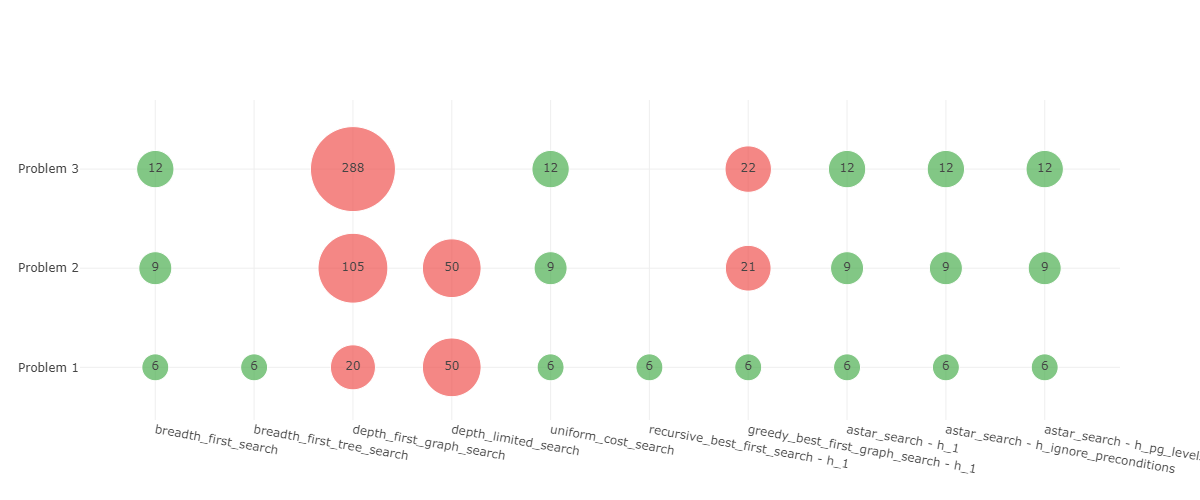 Problem 3
12
288
12
22
12
12
12
Problem 2
9
105
50
9
21
9
9
9
Problem 1
6
6
20
50
6
6
6
6
6
6
breadth_first_search
breadth_first_tree_search
depth_first_graph_search
depth_limited_search
uniform_cost_search
recursive_best_first_search - h_1
greedy_best_first_graph_search - h_1
astar_search - h_1
astar_search - h_ignore_preconditions
astar_search - h_pg_levels